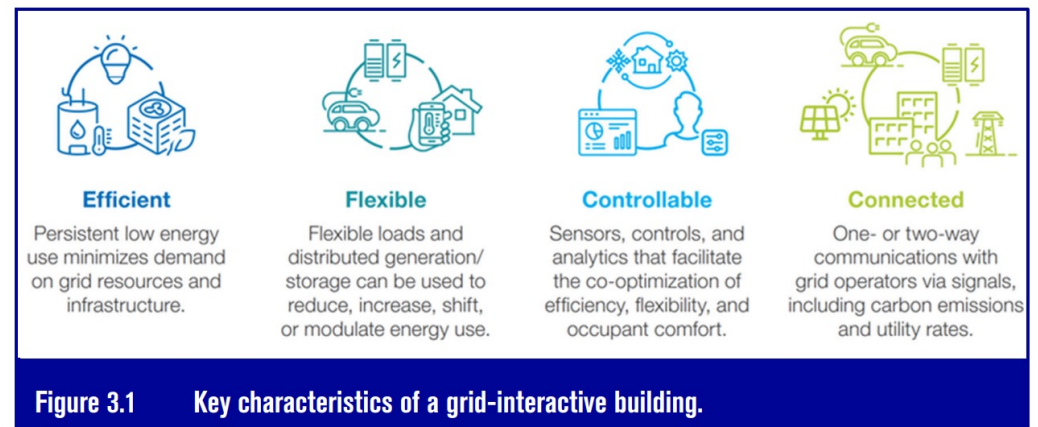 Efficient
Persistent low energy
use minimizes demand
on grid resources and
infrastructure.
Flexible
Flexible loads and
distributed generation/
storage can be used to
reduce, increase, shift,
or modulate energy use.
Controllable
Sensors, controls, and
analytics that facilitate
the co-optimization of
efficiency, flexibility, and
occupant comfort.
Connected
One- or two-way
communications with
grid operators via signals,
including carbon emissions
and utility rates.
Figure 3.1 Key characteristics of a grid-interactive building.